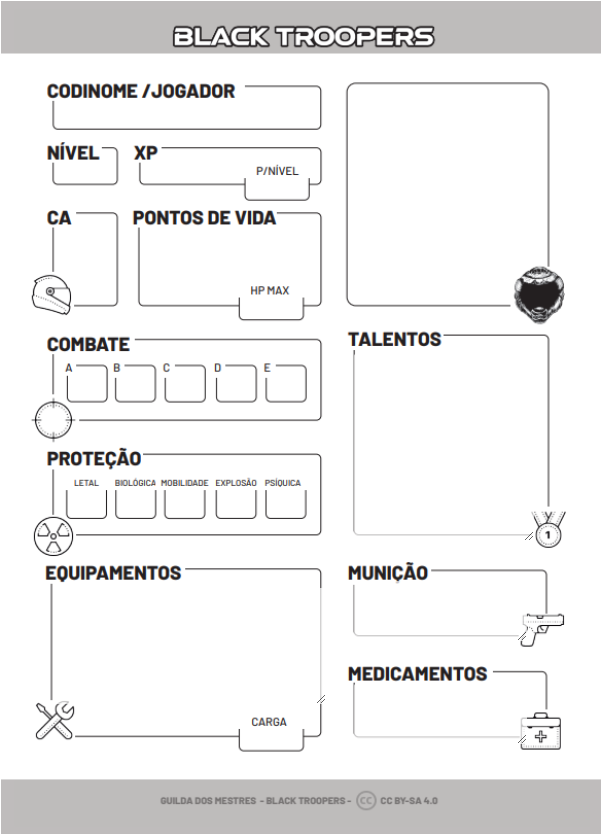 BLACK TROOPERS
CODINOME /JOGADOR
NÍVEL
XP
P/NÍVEL
CA
PONTOS DE VIDA
HP MAX
COMBATE
A
B
C
D
E
PROTEÇÃO
LETAL
BIOLÓGICA
MOBILIDADE
EXPLOSÃO
PSÍQUICA
EQUIPAMENTOS
CARGA
TALENTOS
1
MUNIÇÃO
MEDICAMENTOS
GUILDA DOS MESTRES - BLACK TROOPERS - CC CC BY-SA 4.0